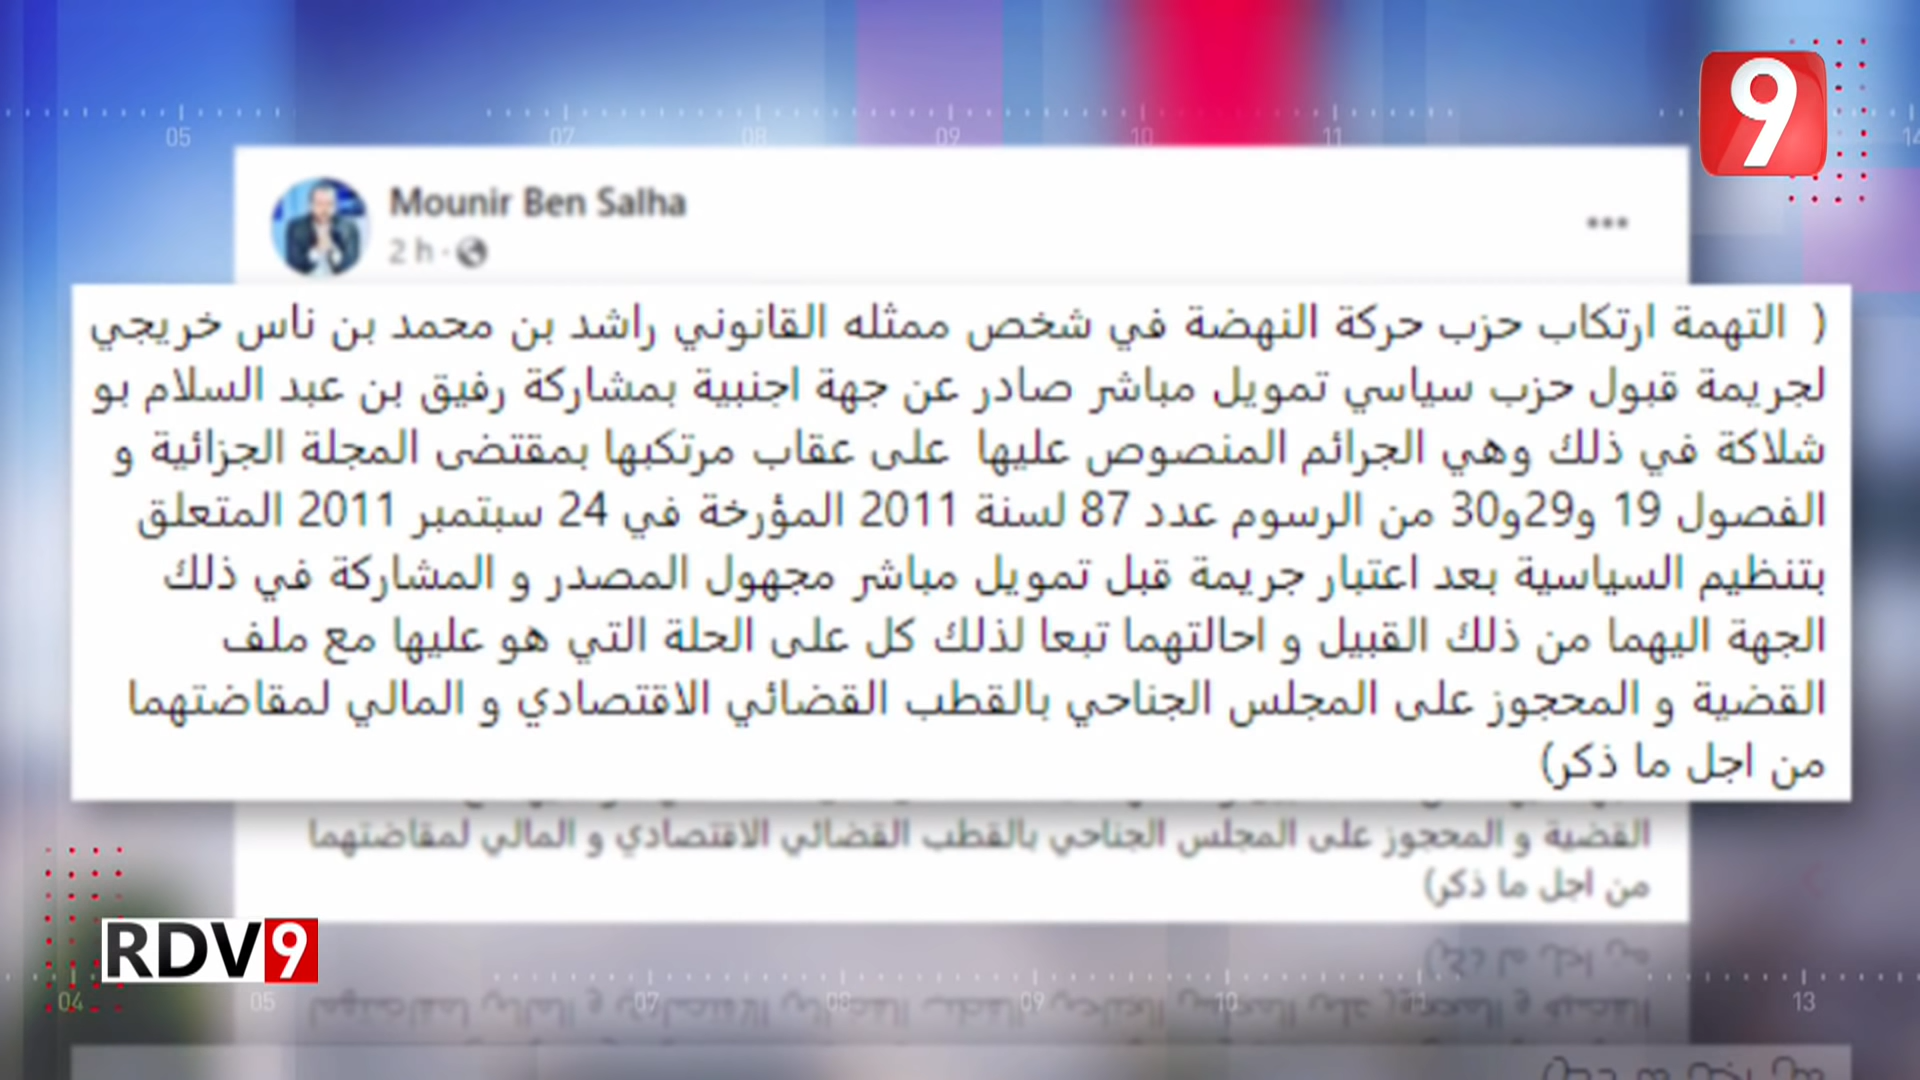 05 07 08 09 10 11 14
9
Mounir Ben Salha
2 h
( التهمة ارتكاب حزب حركة النهضة في شخص ممثله القانوني راشد بن محمد بن ناس خريجي
لجريمة قبول حزب سياسي تمويل مباشر صادر عن جهة اجنبية بمشاركة رفيق بن عبد السلام بو
شلاكة في ذلك وهي الجرائم المنصوص عليها على عقاب مرتكبها بمقتضى المجلة الجزائية و
الفصول 19 و29و30 من الرسوم عدد 87 لسنة 2011 المؤرخة في 24 سبتمبر 2011 المتعلق
بتنظيم السياسية بعد اعتبار جريمة قبل تمويل مباشر مجهول المصدر و المشاركة في ذلك
الجهة اليهما من ذلك القبيل و احالتهما تبعا لذلك كل على الحلة التي هو عليها مع ملف
القضية و المحجوز على المجلس الجناحي بالقطب القضائي الاقتصادي و المالي لمقاضتهما
من اجل ما ذكر)
القضية و المحجوز على المجلس الجناحي بالقطب القضائي الاقتصادي و المالي لمقاضتهما
من اجل ما ذكر)
RDV9
04 05 07 08 09 10 11 13